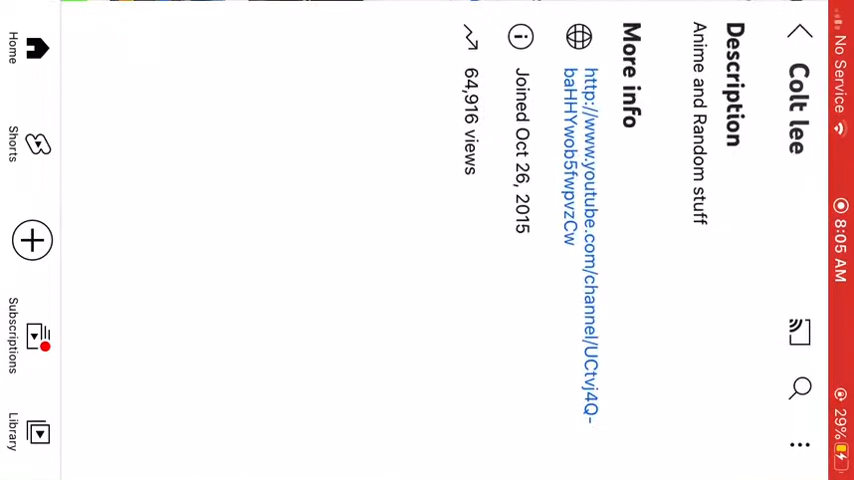 No Service 8:05 AM 29%
Colt lee
Description
Anime and Random stuff
More info
http://www.youtube.com/channel/UCtvj4Q-
baHHYwob5fwpvzCw
Joined Oct 26, 2015
64,916 views
Home Shorts Subscriptions Library